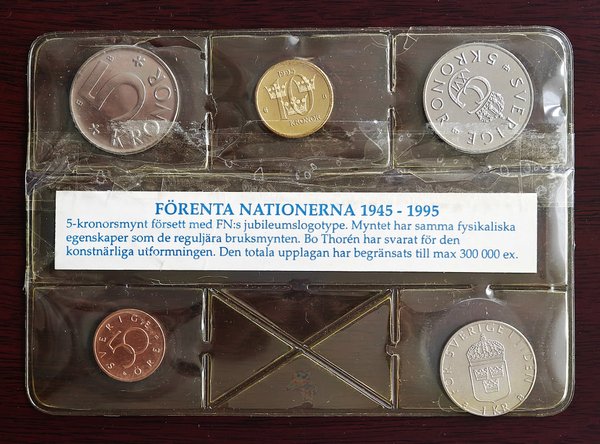 5
KRONOR
B
B
1995
10
KRONOR
B
5 KRONOR SVERIGE
FÖRENTA NATIONERNA 1945 - 1995
5-kronorsmynt försett med FN:s jubileumslogotype. Myntet har samma fysikaliska
egenskaper som de reguljära bruksmynten. Bo Thorén har svarat för den
konstnärliga utformningen. Den totala upplagan har begränsats till max 300 000 ex.
SVERIGE
50
ÖRE
SVERIGE TIDEN
1 KR